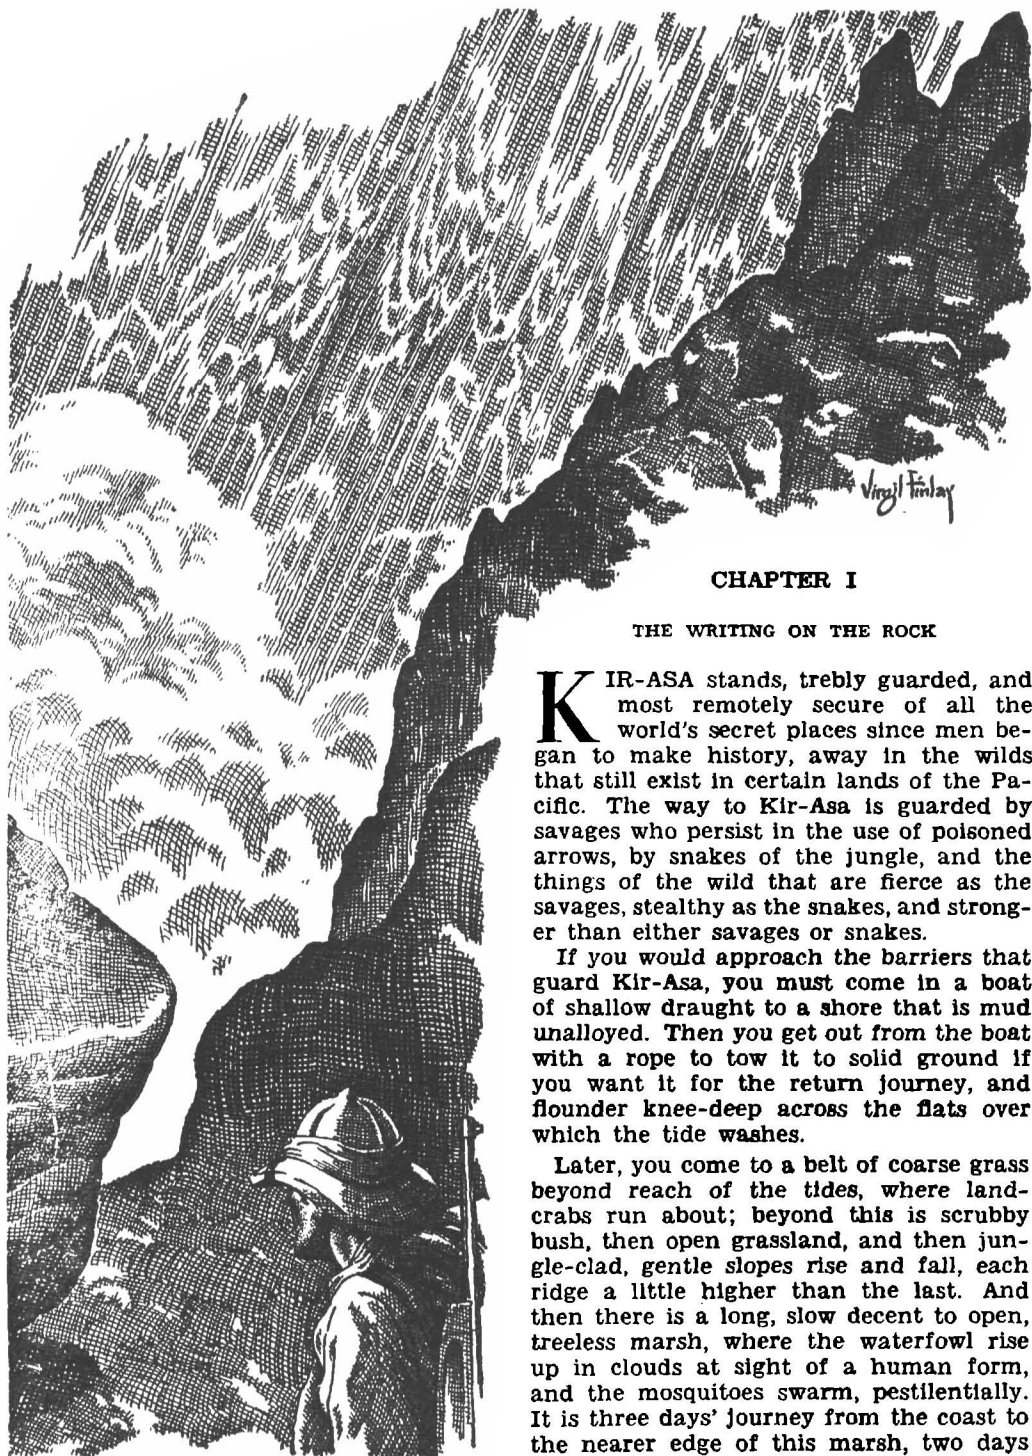 Virgil Finlay
CHAPTER I
THE WRITING ON THE ROCK
KIR-ASA stands, trebly guarded, and
most remotely secure of all the
world's secret places since men be-
gan to make history, away in the wilds
that still exist in certain lands of the Pa-
cific. The way to Kir-Asa is guarded by
savages who persist in the use of poisoned
arrows, by snakes of the jungle, and the
things of the wild that are fierce as the
savages, stealthy as the snakes, and strong-
er than either savages or snakes.
If you would approach the barriers that
guard Kir-Asa, you must come in a boat
of shallow draught to a shore that is mud
unalloyed. Then you get out from the boat
with a rope to tow it to solid ground if
you want it for the return journey, and
flounder knee-deep across the flats over
which the tide washes.
Later, you come to a belt of coarse grass
beyond reach of the tides, where land-
crabs run about; beyond this is scrubby
bush, then open grassland, and then jun-
gle-clad, gentle slopes rise and fall, each
ridge a little higher than the last. And
then there is a long, slow decent to open,
treeless marsh, where the waterfowl rise
up in clouds at sight of a human form,
and the mosquitoes swarm, pestilentially.
It is three days' journey from the coast to
the nearer edge of this marsh, two days